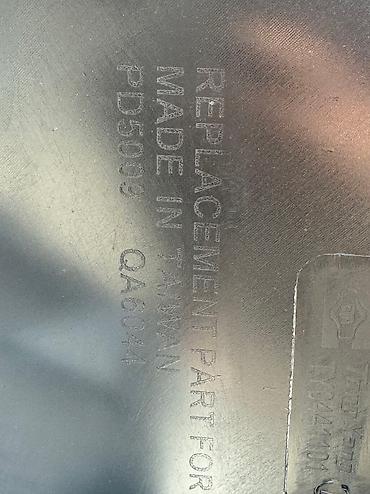 REPLACEMENT PART FOR
MADE IN TAIWAN
PD5009 QA6044